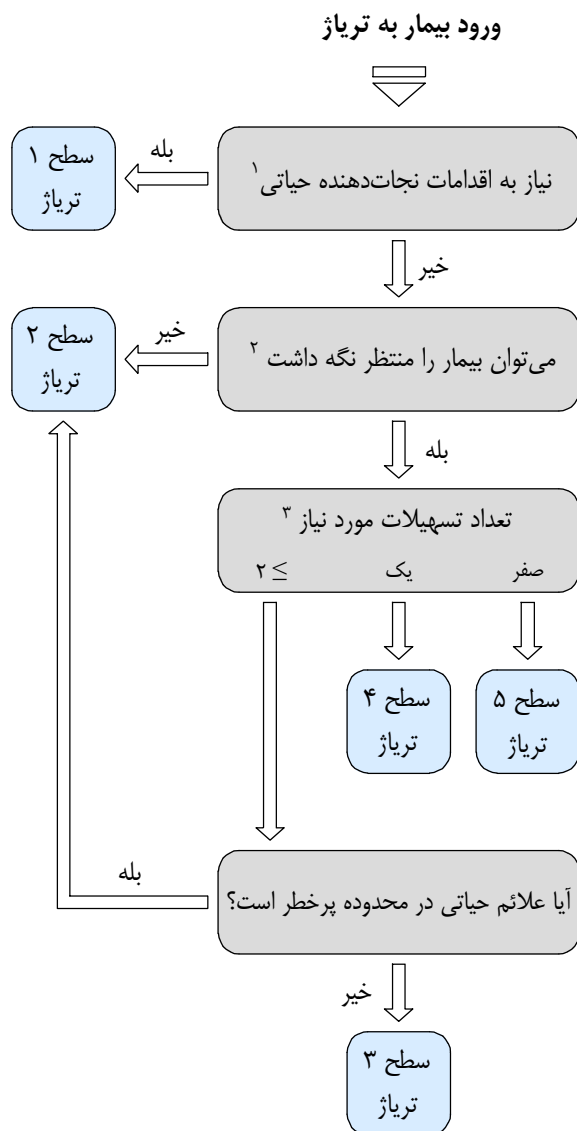 ورود بیمار به تریاژ
نیاز به اقدامات نجات‌دهنده حیاتی۱
بله
سطح ۱
تریاژ
خیر
می‌توان بیمار را منتظر نگه داشت ۲
خیر
سطح ۲
تریاژ
بله
تعداد تسهیلات مورد نیاز ۳
صفر
یک
۲ ≤
سطح ۵
تریاژ
سطح ۴
تریاژ
آیا علائم حیاتی در محدوده پرخطر است؟
بله
خیر
سطح ۳
تریاژ